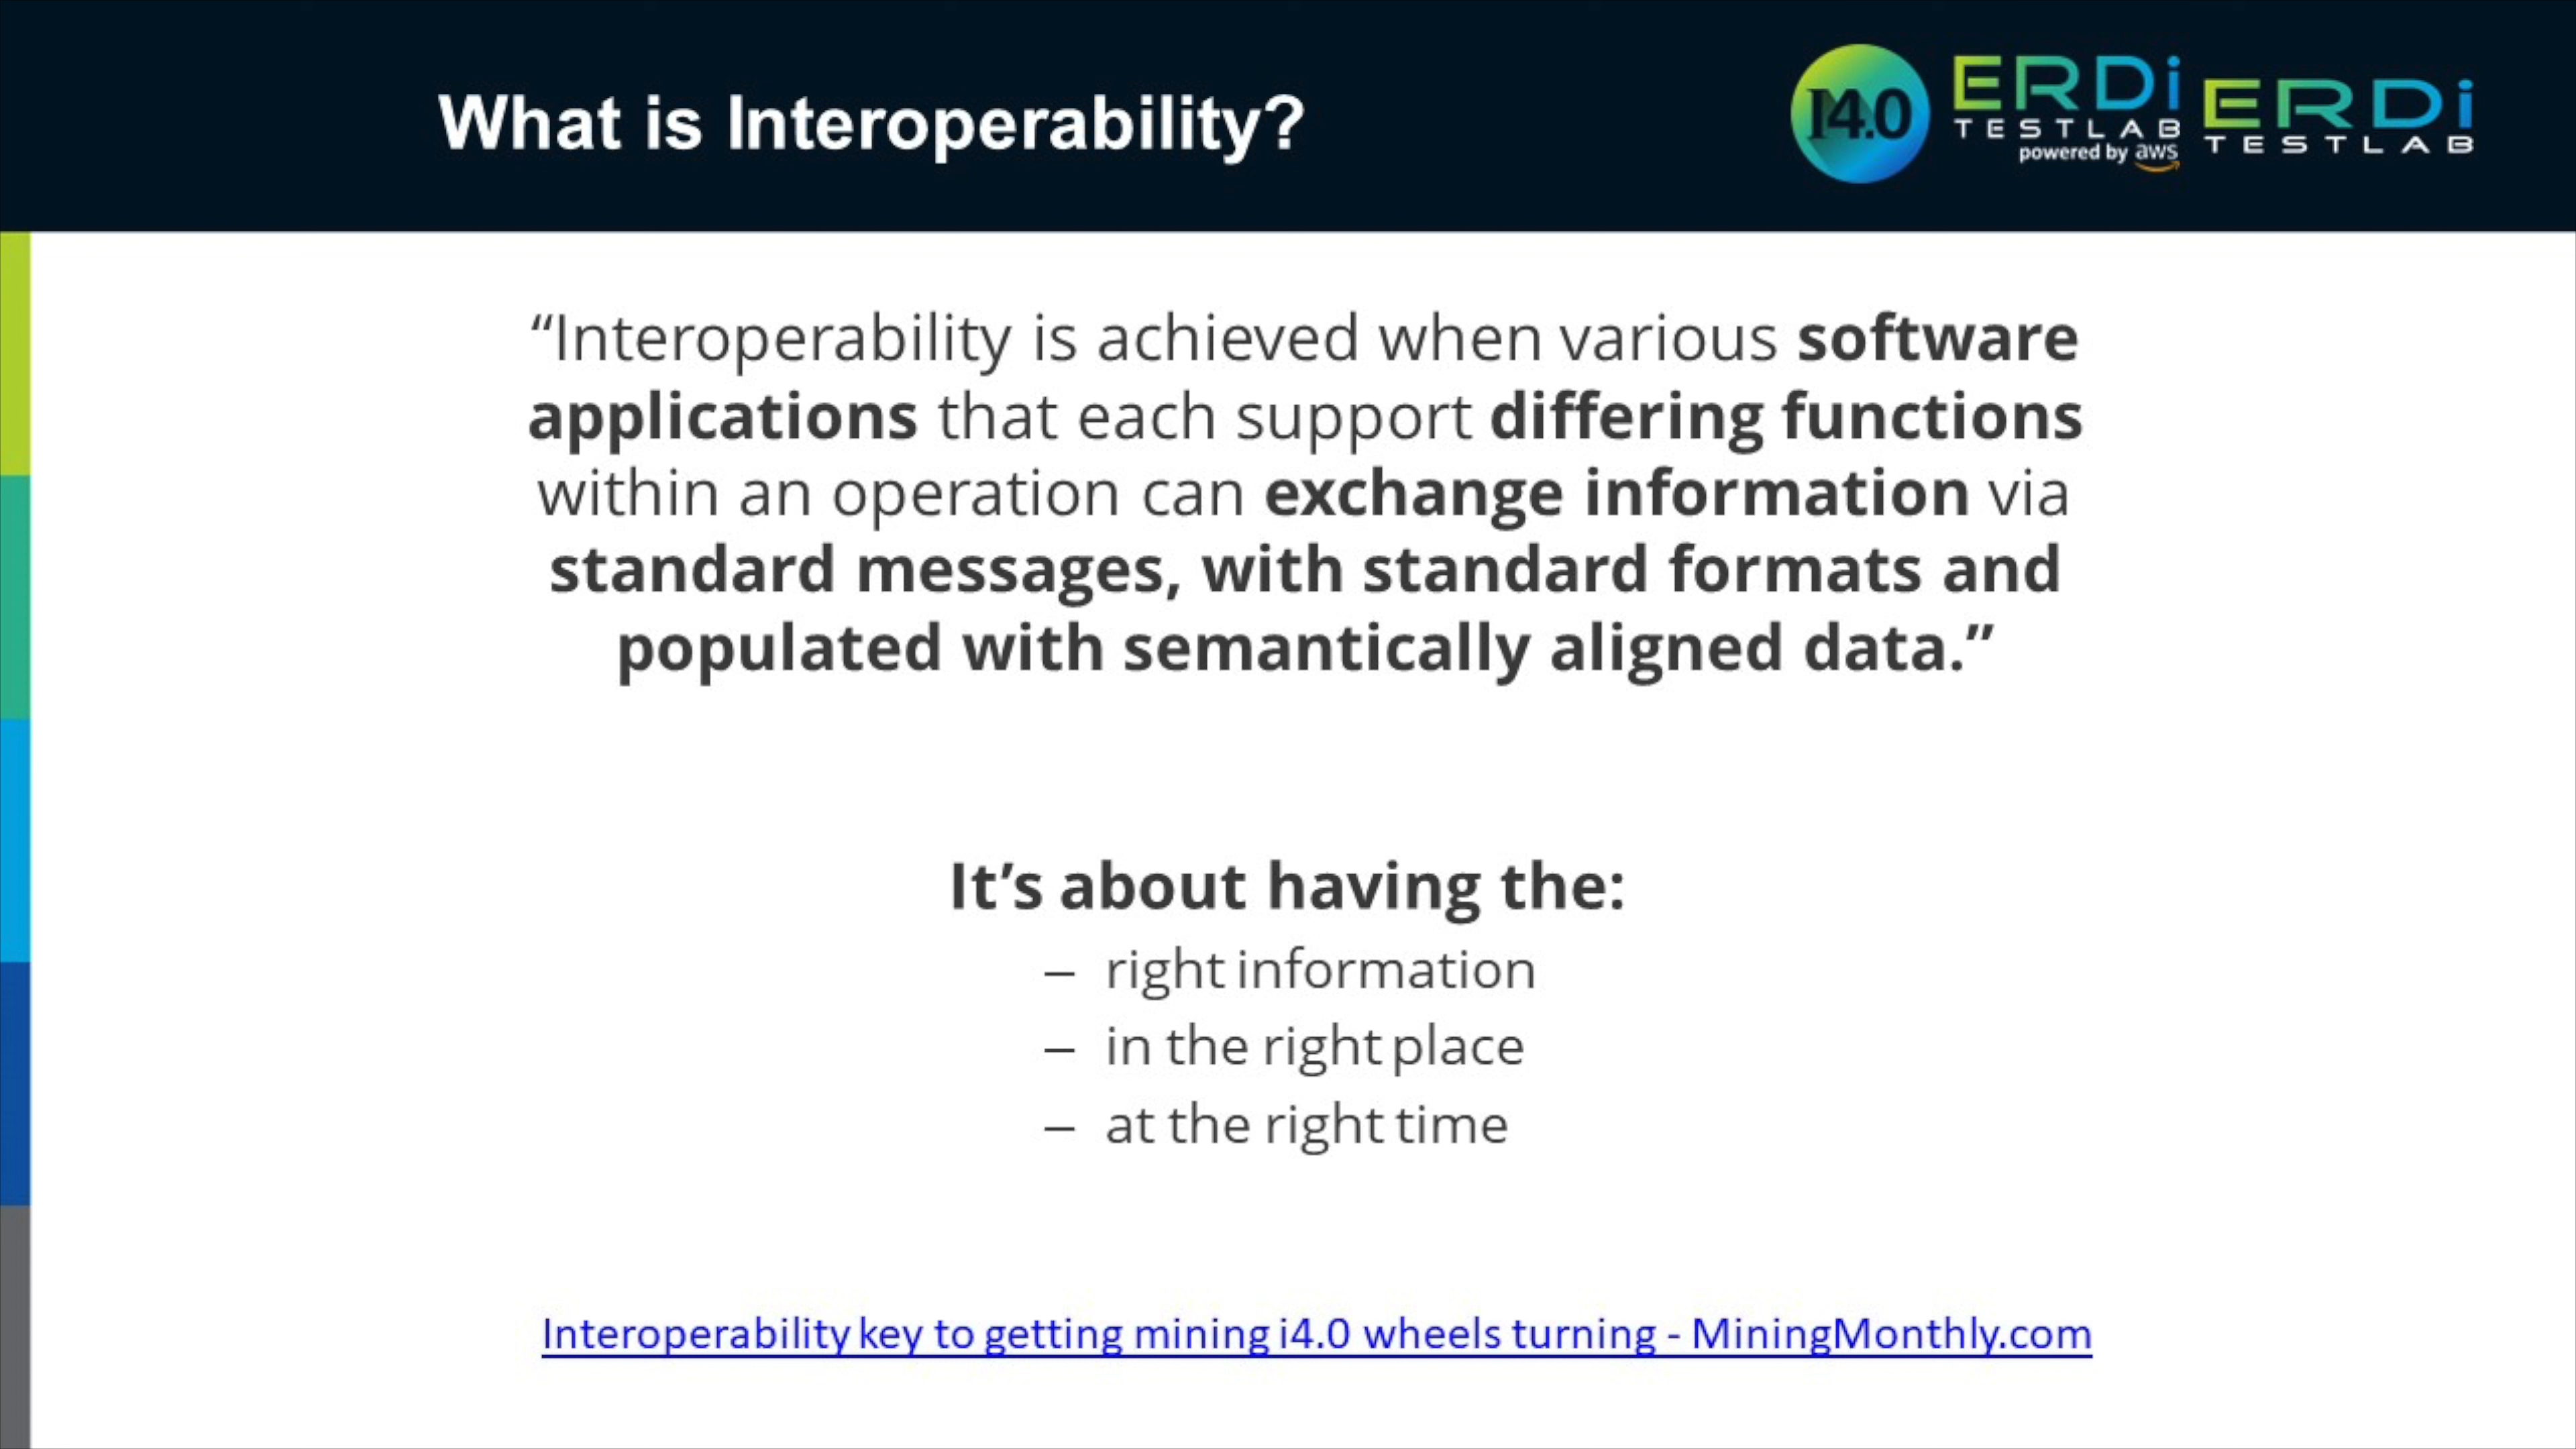 What is Interoperability?
I4.0
ERDi
TESTLAB
powered by aws
ERDi
TESTLAB
“Interoperability is achieved when various software
applications that each support differing functions
within an operation can exchange information via
standard messages, with standard formats and
populated with semantically aligned data.”
It’s about having the:
– right information
– in the right place
– at the right time
Interoperability key to getting mining i4.0 wheels turning - MiningMonthly.com